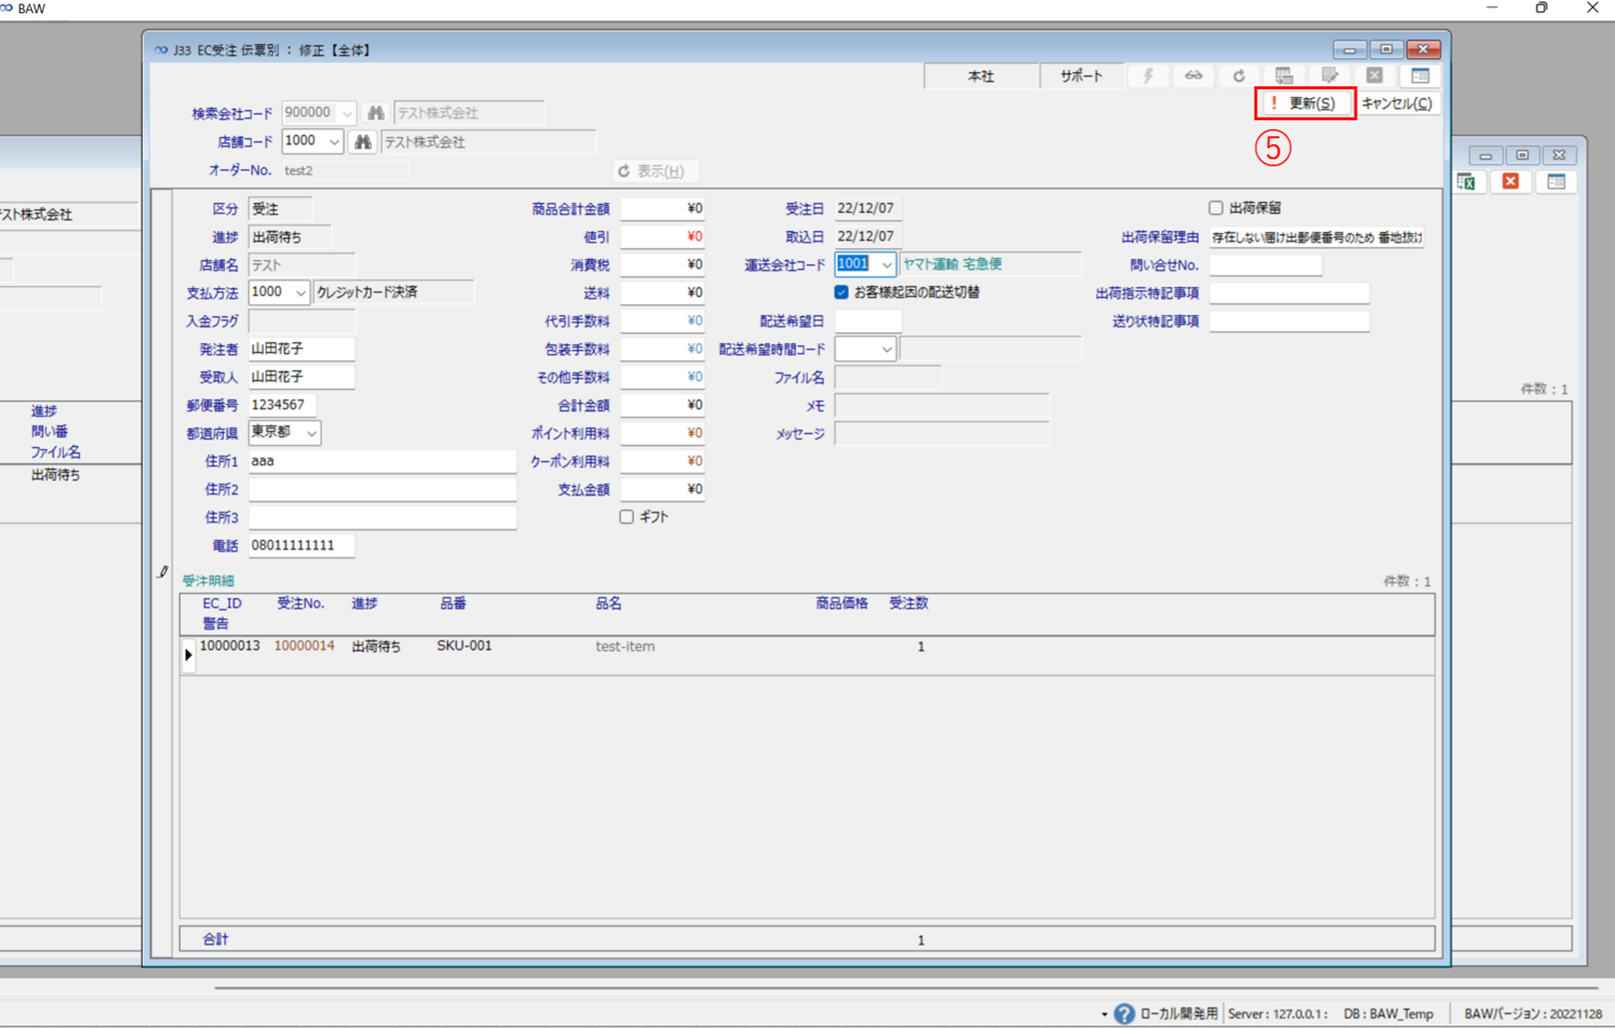 BAW
J33 EC受注 伝票別 : 修正【全体】
本社 サポート
! 更新(S) キャンセル(C)
⑤
検索会社コード 900000 テスト株式会社
店舗コード 1000 テスト株式会社
オーダーNo. test2 表示(H)
区分 受注 商品合計金額 ¥0 受注日 22/12/07 出荷保留
進捗 出荷待ち 値引 ¥0 取込日 22/12/07 出荷保留理由 存在しない届け出郵便番号のため 番地抜け
店舗名 テスト 消費税 ¥0 運送会社コード 1001 ヤマト運輸 宅急便 問い合せNo.
支払方法 1000 クレジットカード決済 送料 ¥0 お客様起因の配送切替 出荷指示特記事項
入金フラグ 代引手数料 ¥0 配送希望日 送り状特記事項
発注者 山田花子 包装手数料 ¥0 配送希望時間コード
受取人 山田花子 その他手数料 ¥0 ファイル名
郵便番号 1234567 合計金額 ¥0 メモ
都道府県 東京都 ポイント利用料 ¥0 メッセージ
住所1 aaa クーポン利用料 ¥0
住所2 支払金額 ¥0
住所3 ギフト
電話 08011111111
受注明細 件数 : 1
EC_ID 受注No. 進捗 品番 品名 商品価格 受注数
警告
10000013 10000014 出荷待ち SKU-001 test-item 1
合計 1
テスト株式会社
進捗
問い番
ファイル名
出荷待ち
件数 : 1
ローカル開発用 Server : 127.0.0.1 : DB : BAW_Temp BAWバージョン : 20221128